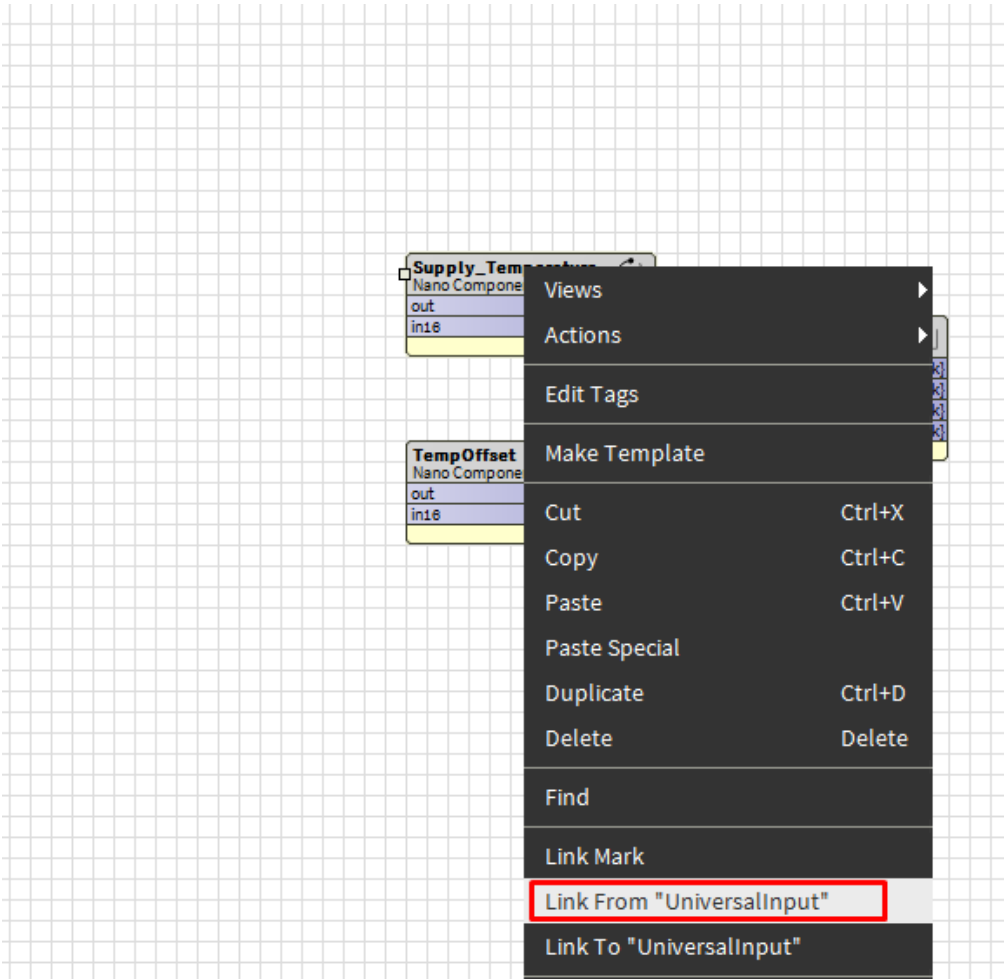 Supply_Temperature
Nano Compone
out
in16
TempOffset
Nano Compone
out
in16
Views
Actions
Edit Tags
Make Template
Cut Ctrl+X
Copy Ctrl+C
Paste Ctrl+V
Paste Special
Duplicate Ctrl+D
Delete Delete
Find
Link Mark
Link From "UniversalInput"
Link To "UniversalInput"
k}
k}
k}
k}